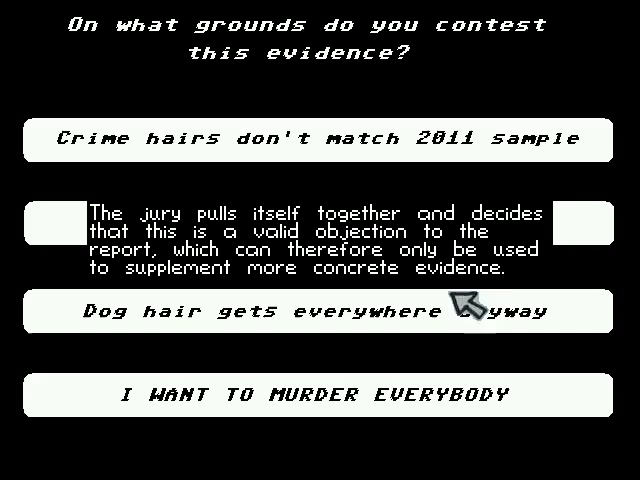 On what grounds do you contest
this evidence?
Crime hairs don't match 2011 sample
The jury pulls itself together and decides
that this is a valid objection to the
report, which can therefore only be used
to supplement more concrete evidence.
Dog hair gets everywhere anyway
I WANT TO MURDER EVERYBODY